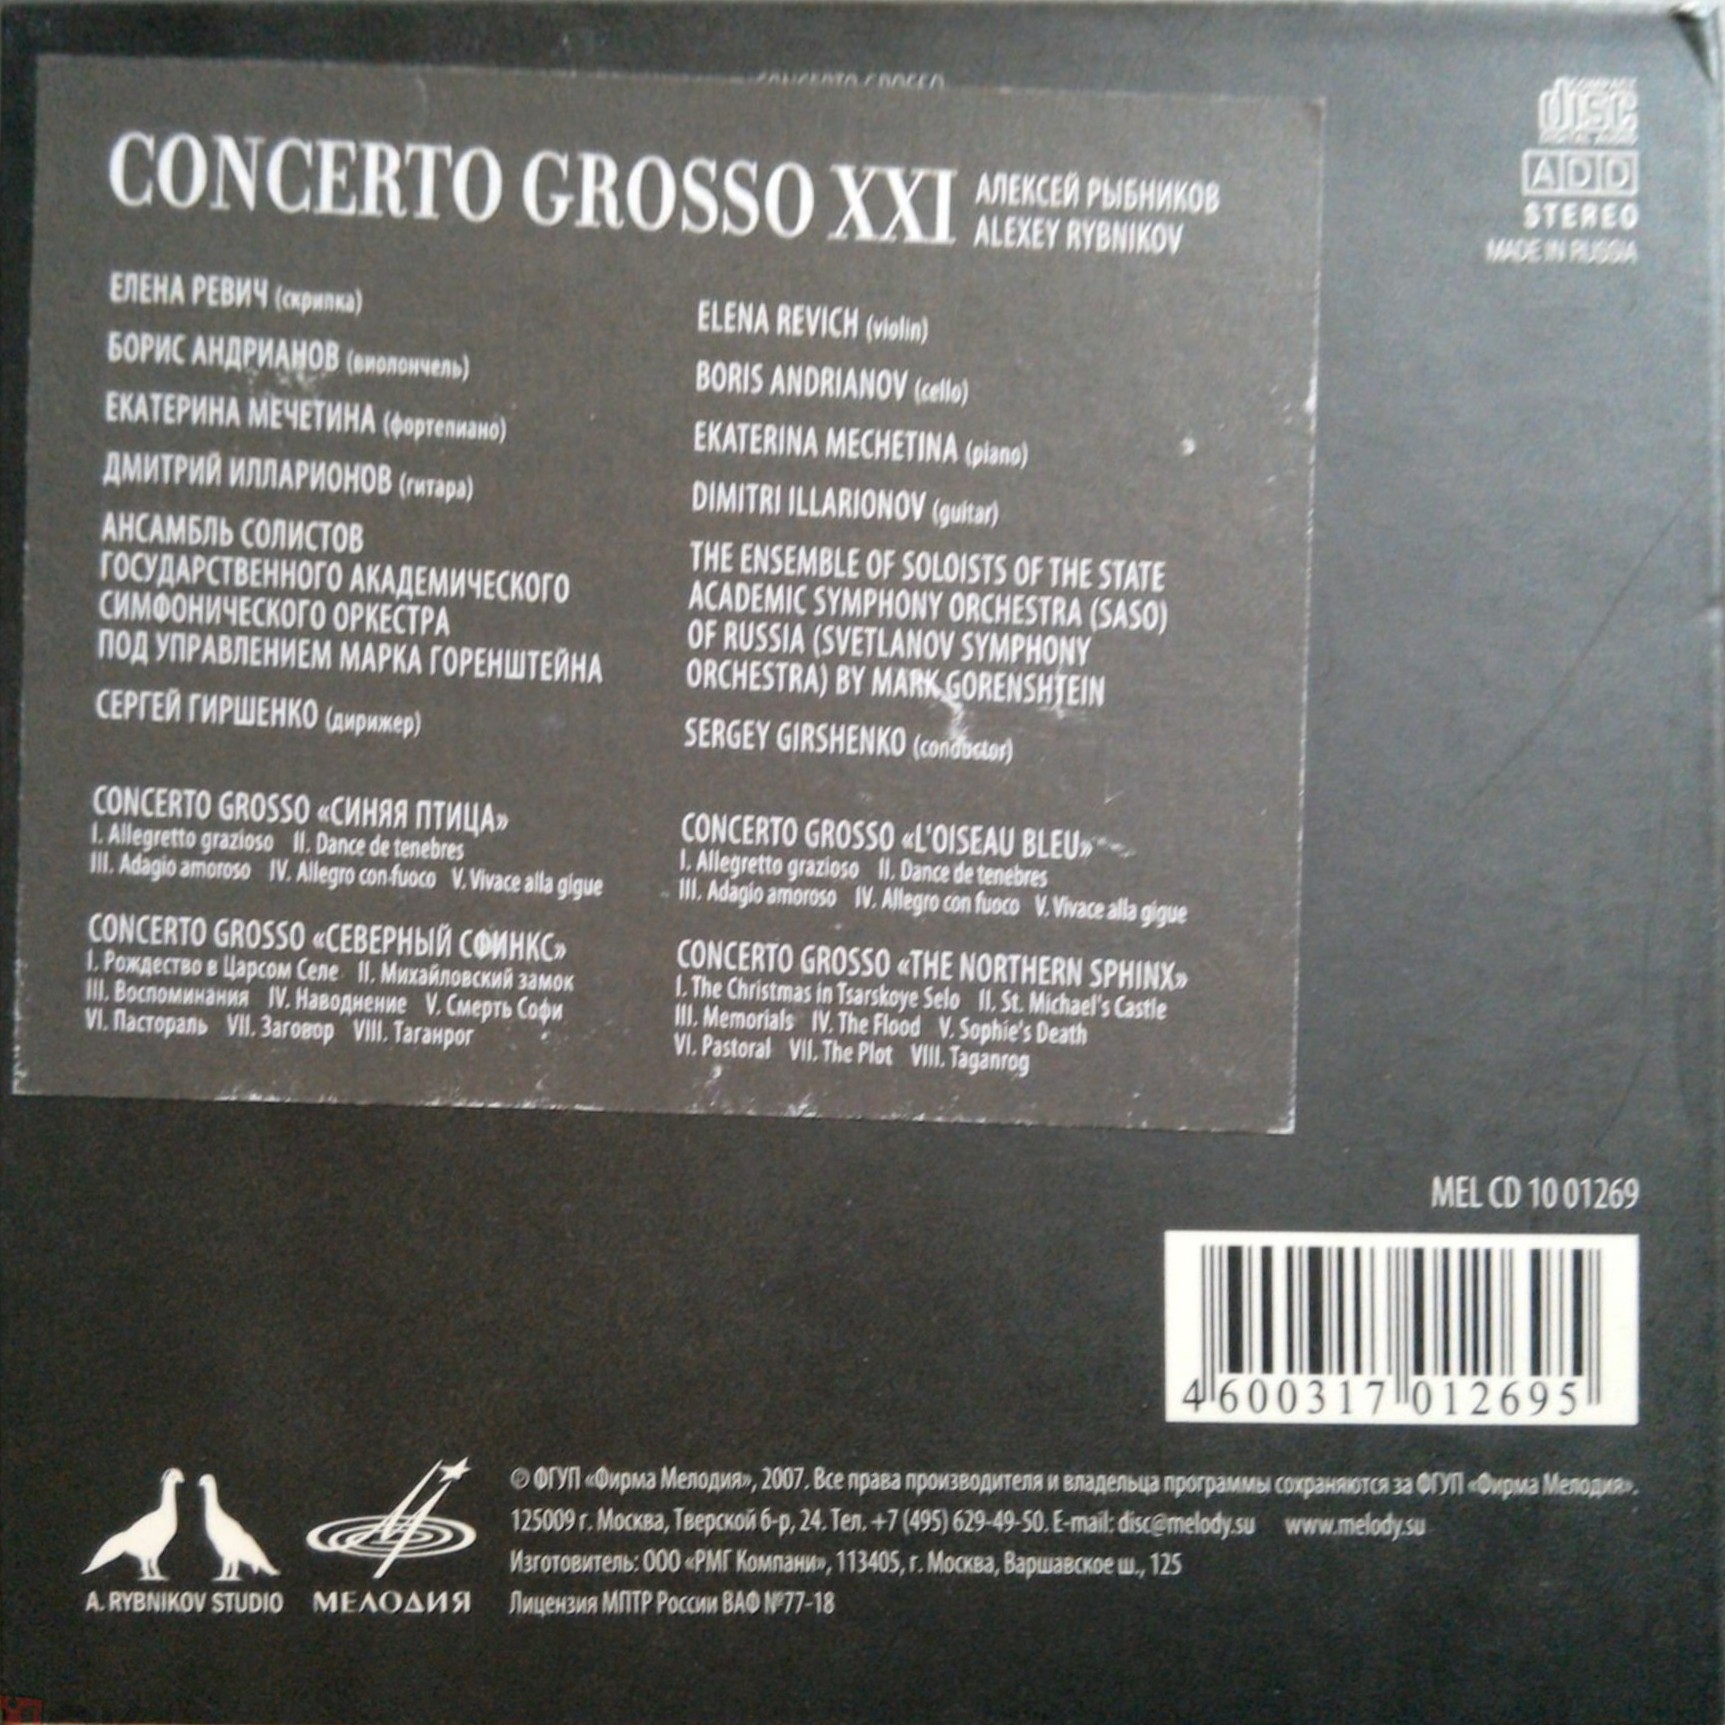 CONCERTO GROSSO
COMPACT
disc
DIGITAL AUDIO
ADD
STEREO
MADE IN RUSSIA
CONCERTO GROSSO XXI
АЛЕКСЕЙ РЫБНИКОВ
ALEXEY RYBNIKOV
ЕЛЕНА РЕВИЧ (скрипка)
БОРИС АНДРИАНОВ (виолончель)
ЕКАТЕРИНА МЕЧЕТИНА (фортепиано)
ДМИТРИЙ ИЛЛАРИОНОВ (гитара)
АНСАМБЛЬ СОЛИСТОВ
ГОСУДАРСТВЕННОГО АКАДЕМИЧЕСКОГО
СИМФОНИЧЕСКОГО ОРКЕСТРА
ПОД УПРАВЛЕНИЕМ МАРКА ГОРЕНШТЕЙНА
СЕРГЕЙ ГИРШЕНКО (дирижер)
CONCERTO GROSSO «СИНЯЯ ПТИЦА»
I. Allegretto grazioso II. Dance de tenebres
III. Adagio amoroso IV. Allegro con fuoco V. Vivace alla gigue
CONCERTO GROSSO «СЕВЕРНЫЙ СФИНКС»
I. Рождество в Царсом Селе II. Михайловский замок
III. Воспоминания IV. Наводнение V. Смерть Софи
VI. Пастораль VII. Заговор VIII. Таганрог
ELENA REVICH (violin)
BORIS ANDRIANOV (cello)
EKATERINA MECHETINA (piano)
DIMITRI ILLARIONOV (guitar)
THE ENSEMBLE OF SOLOISTS OF THE STATE
ACADEMIC SYMPHONY ORCHESTRA (SASO)
OF RUSSIA (SVETLANOV SYMPHONY
ORCHESTRA) BY MARK GORENSHTEIN
SERGEY GIRSHENKO (conductor)
CONCERTO GROSSO «L'OISEAU BLEU»
I. Allegretto grazioso II. Dance de tenebres
III. Adagio amoroso IV. Allegro con fuoco V. Vivace alla gigue
CONCERTO GROSSO «THE NORTHERN SPHINX»
I. The Christmas in Tsarskoye Selo II. St. Michael's Castle
III. Memorials IV. The Flood V. Sophie's Death
VI. Pastoral VII. The Plot VIII. Taganrog
MEL CD 10 01269
4 600317 012695
A. RYBNIKOV STUDIO
МЕЛОДИЯ
℗ ФГУП «Фирма Мелодия», 2007. Все права производителя и владельца программы сохраняются за ФГУП «Фирма Мелодия».
125009 г. Москва, Тверской б-р, 24. Тел. +7 (495) 629-49-50. E-mail: disc@melody.su www.melody.su
Изготовитель: ООО «РМГ Компани», 113405, г. Москва, Варшавское ш., 125
Лицензия МПТР России ВАФ №77-18